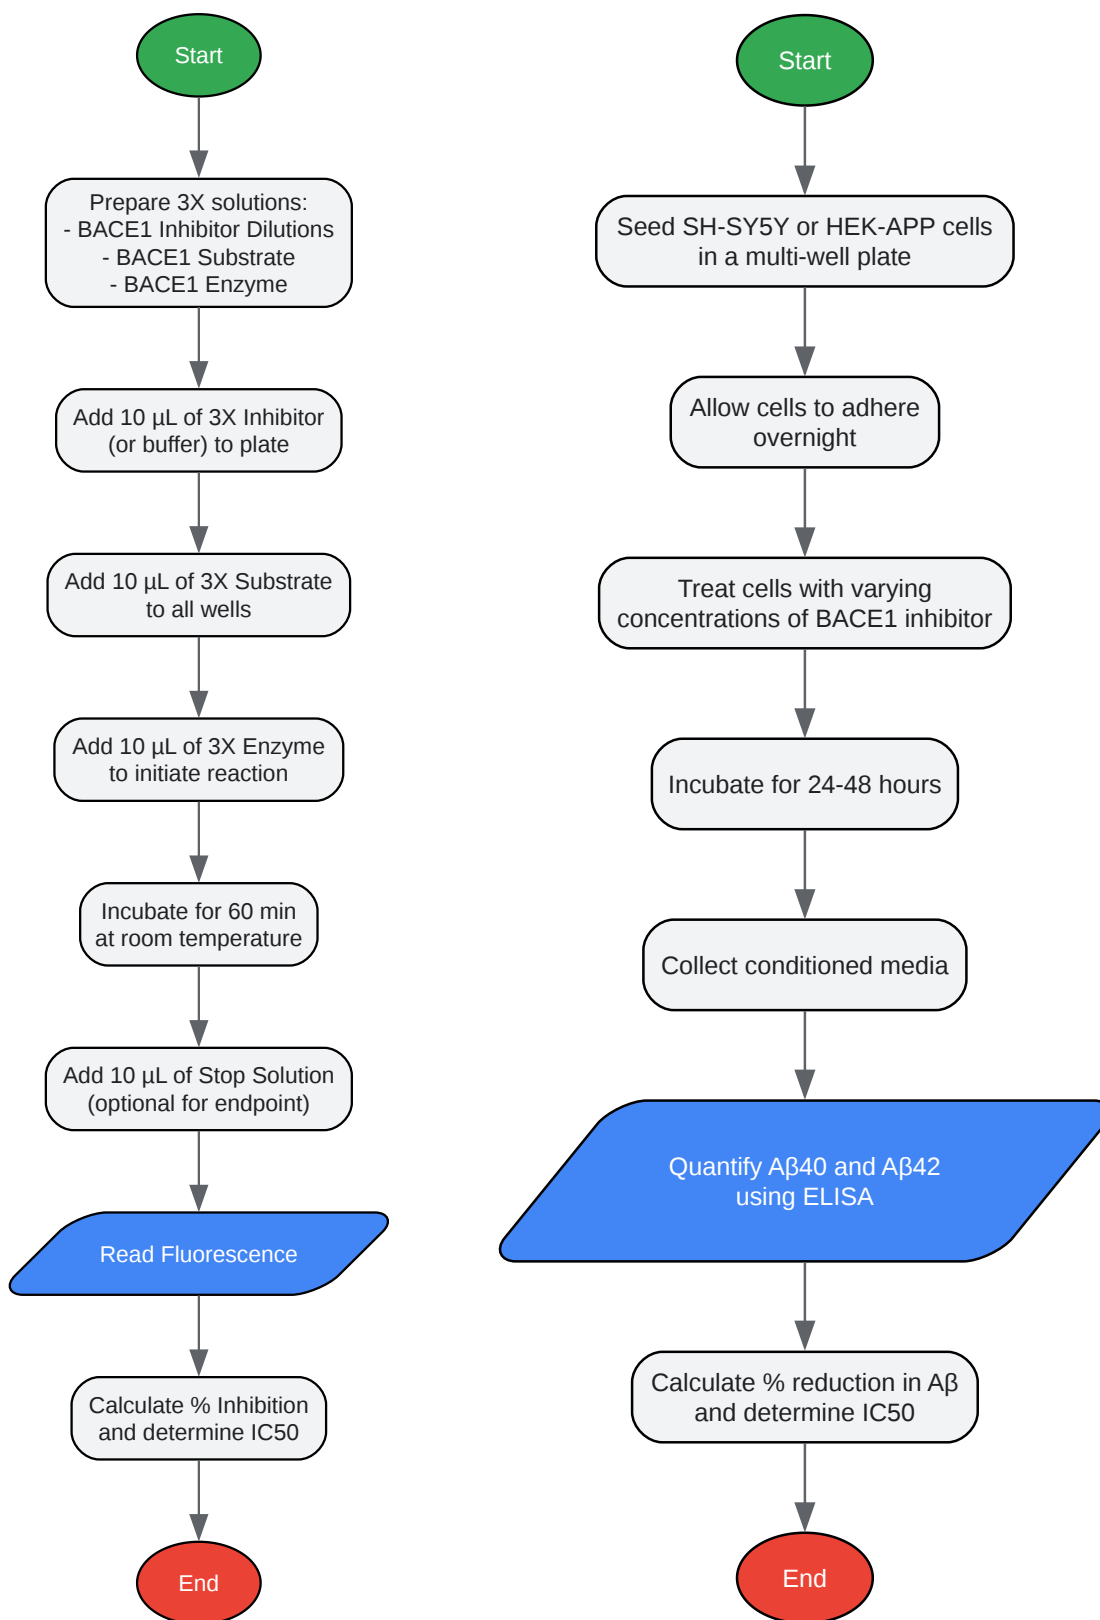 Start
Prepare 3X solutions:
- BACE1 Inhibitor Dilutions
- BACE1 Substrate
- BACE1 Enzyme
Add 10 µL of 3X Inhibitor
(or buffer) to plate
Add 10 µL of 3X Substrate
to all wells
Add 10 µL of 3X Enzyme
to initiate reaction
Incubate for 60 min
at room temperature
Add 10 µL of Stop Solution
(optional for endpoint)
Read Fluorescence
Calculate % Inhibition
and determine IC50
End
Start
Seed SH-SY5Y or HEK-APP cells
in a multi-well plate
Allow cells to adhere
overnight
Treat cells with varying
concentrations of BACE1 inhibitor
Incubate for 24-48 hours
Collect conditioned media
Quantify Aβ40 and Aβ42
using ELISA
Calculate % reduction in Aβ
and determine IC50
End